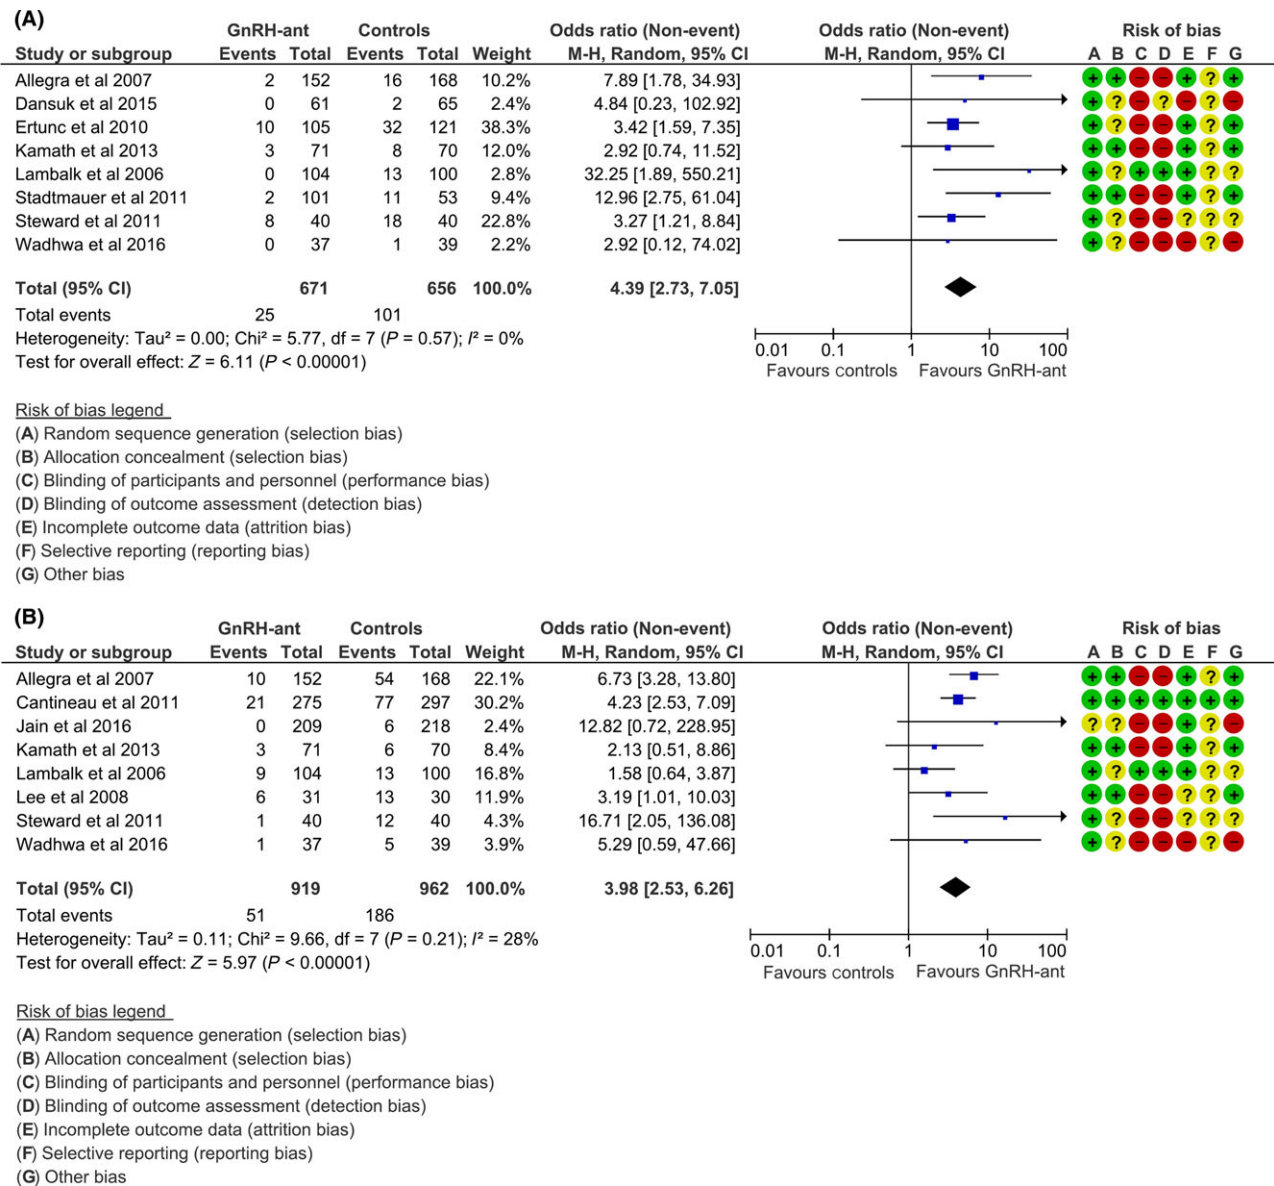 (A)
GnRH-ant Controls Odds ratio (Non-event) Odds ratio (Non-event) Risk of bias
Study or subgroup Events Total Events Total Weight M-H, Random, 95% CI M-H, Random, 95% CI A B C D E F G
Allegra et al 2007 2 152 16 168 10.2% 7.89 [1.78, 34.93] + + − − + ? +
Dansuk et al 2015 0 61 2 65 2.4% 4.84 [0.23, 102.92] + ? − ? − ? −
Ertunc et al 2010 10 105 32 121 38.3% 3.42 [1.59, 7.35] + ? − − + ? +
Kamath et al 2013 3 71 8 70 12.0% 2.92 [0.74, 11.52] + + − − + ? +
Lambalk et al 2006 0 104 13 100 2.8% 32.25 [1.89, 550.21] + ? + + + ? ?
Stadtmauer et al 2011 2 101 11 53 9.4% 12.96 [2.75, 61.04] + + − − + ? +
Steward et al 2011 8 40 18 40 22.8% 3.27 [1.21, 8.84] + ? − − ? ? ?
Wadhwa et al 2016 0 37 1 39 2.2% 2.92 [0.12, 74.02] + ? − − − ? −
Total (95% CI) 671 656 100.0% 4.39 [2.73, 7.05]
Total events 25 101
Heterogeneity: Tau² = 0.00; Chi² = 5.77, df = 7 (P = 0.57); I² = 0%
Test for overall effect: Z = 6.11 (P < 0.00001)
0.01 0.1 1 10 100
Favours controls Favours GnRH-ant
Risk of bias legend
(A) Random sequence generation (selection bias)
(B) Allocation concealment (selection bias)
(C) Blinding of participants and personnel (performance bias)
(D) Blinding of outcome assessment (detection bias)
(E) Incomplete outcome data (attrition bias)
(F) Selective reporting (reporting bias)
(G) Other bias
(B)
GnRH-ant Controls Odds ratio (Non-event) Odds ratio (Non-event) Risk of bias
Study or subgroup Events Total Events Total Weight M-H, Random, 95% CI M-H, Random, 95% CI A B C D E F G
Allegra et al 2007 10 152 54 168 22.1% 6.73 [3.28, 13.80] + + − − + ? +
Cantineau et al 2011 21 275 77 297 30.2% 4.23 [2.53, 7.09] + + + + + + +
Jain et al 2016 0 209 6 218 2.4% 12.82 [0.72, 228.95] ? ? − − + ? −
Kamath et al 2013 3 71 6 70 8.4% 2.13 [0.51, 8.86] + + − − + ? +
Lambalk et al 2006 9 104 13 100 16.8% 1.58 [0.64, 3.87] + ? + + + ? ?
Lee et al 2008 6 31 13 30 11.9% 3.19 [1.01, 10.03] + + − − ? ? +
Steward et al 2011 1 40 12 40 4.3% 16.71 [2.05, 136.08] + ? − − ? ? ?
Wadhwa et al 2016 1 37 5 39 3.9% 5.29 [0.59, 47.66] + ? − − − ? −
Total (95% CI) 919 962 100.0% 3.98 [2.53, 6.26]
Total events 51 186
Heterogeneity: Tau² = 0.11; Chi² = 9.66, df = 7 (P = 0.21); I² = 28%
Test for overall effect: Z = 5.97 (P < 0.00001)
0.01 0.1 1 10 100
Favours controls Favours GnRH-ant
Risk of bias legend
(A) Random sequence generation (selection bias)
(B) Allocation concealment (selection bias)
(C) Blinding of participants and personnel (performance bias)
(D) Blinding of outcome assessment (detection bias)
(E) Incomplete outcome data (attrition bias)
(F) Selective reporting (reporting bias)
(G) Other bias